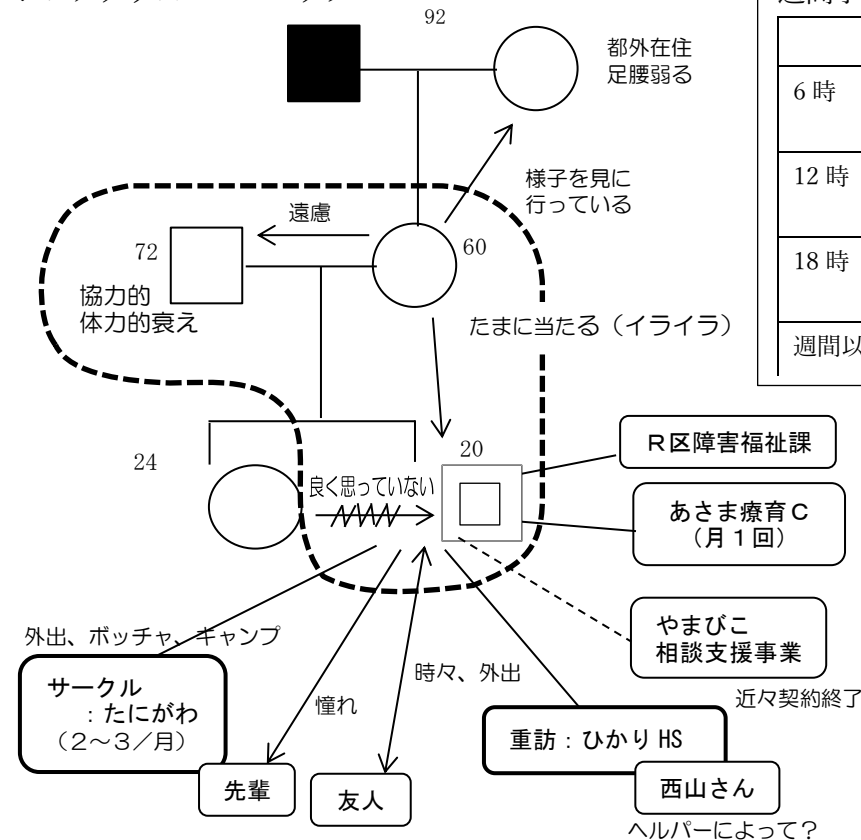 92
都外在住
足腰弱る
様子を見に
行っている
遠慮
72
60
協力的
体力的衰え
たまに当たる（イライラ）
6時
12時
18時
週間以
24
20
良く思っていない
R区障害福祉課
あさま療育C
（月1回）
やまびこ
相談支援事業
近々契約終了
外出、ボッチャ、キャンプ
サークル
：たにがわ
（2〜3／月）
憧れ
時々、外出
先輩
友人
重訪：ひかりHS
西山さん
ヘルパーによって？